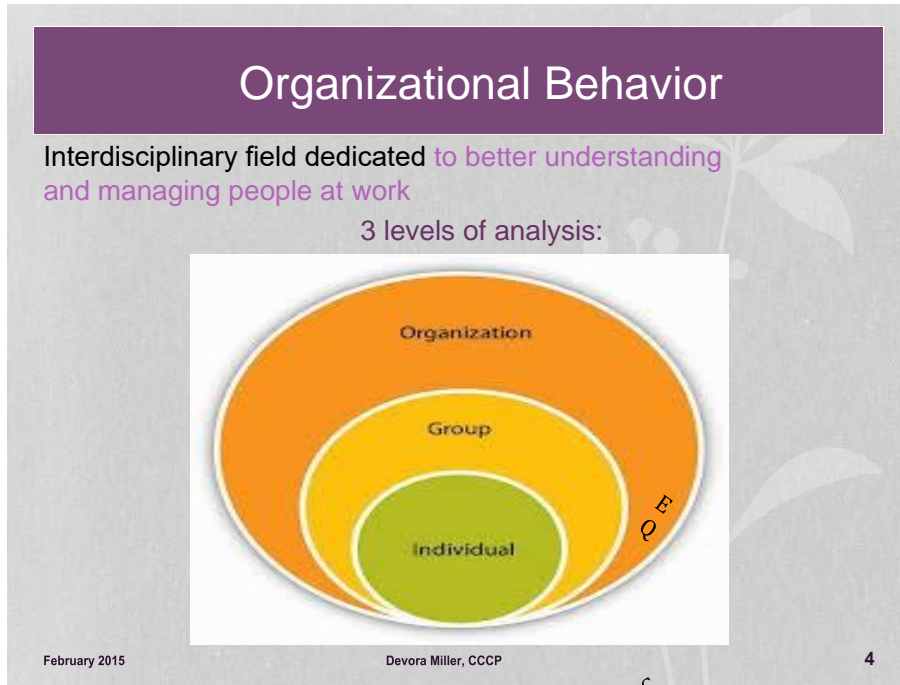 Organizational Behavior
Interdisciplinary field dedicated to better understanding
and managing people at work
3 levels of analysis:
Organization
Group
Individual
E
Q
February 2015
Devora Miller, CCCP
4